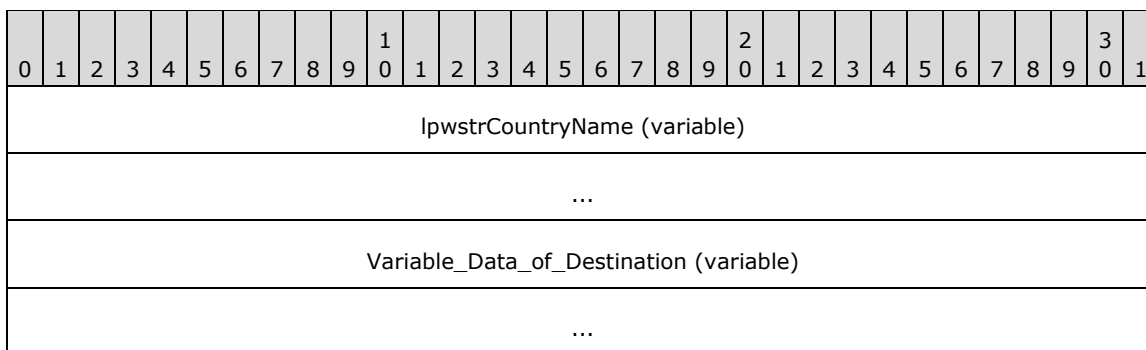 1 2 3
0 1 2 3 4 5 6 7 8 9 0 1 2 3 4 5 6 7 8 9 0 1 2 3 4 5 6 7 8 9 0 1
lpwstrCountryName (variable)
...
Variable_Data_of_Destination (variable)
...